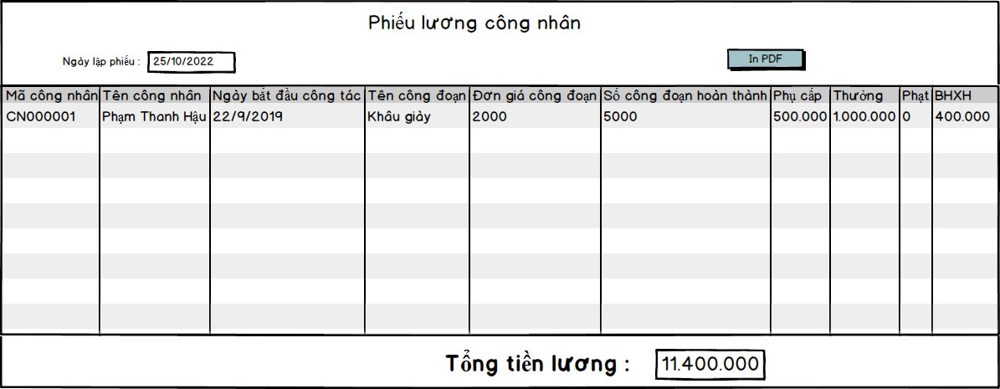 Phiếu lương công nhân
Ngày lập phiếu : 25/10/2022 In PDF
Mã công nhân Tên công nhân Ngày bắt đầu công tác Tên công đoạn Đơn giá công đoạn Số công đoạn hoàn thành Phụ cấp Thưởng Phạt BHXH
CN000001 Phạm Thanh Hậu 22/9/2019 Khâu giày 2000 5000 500.000 1.000.000 0 400.000
Tổng tiền lương : 11.400.000